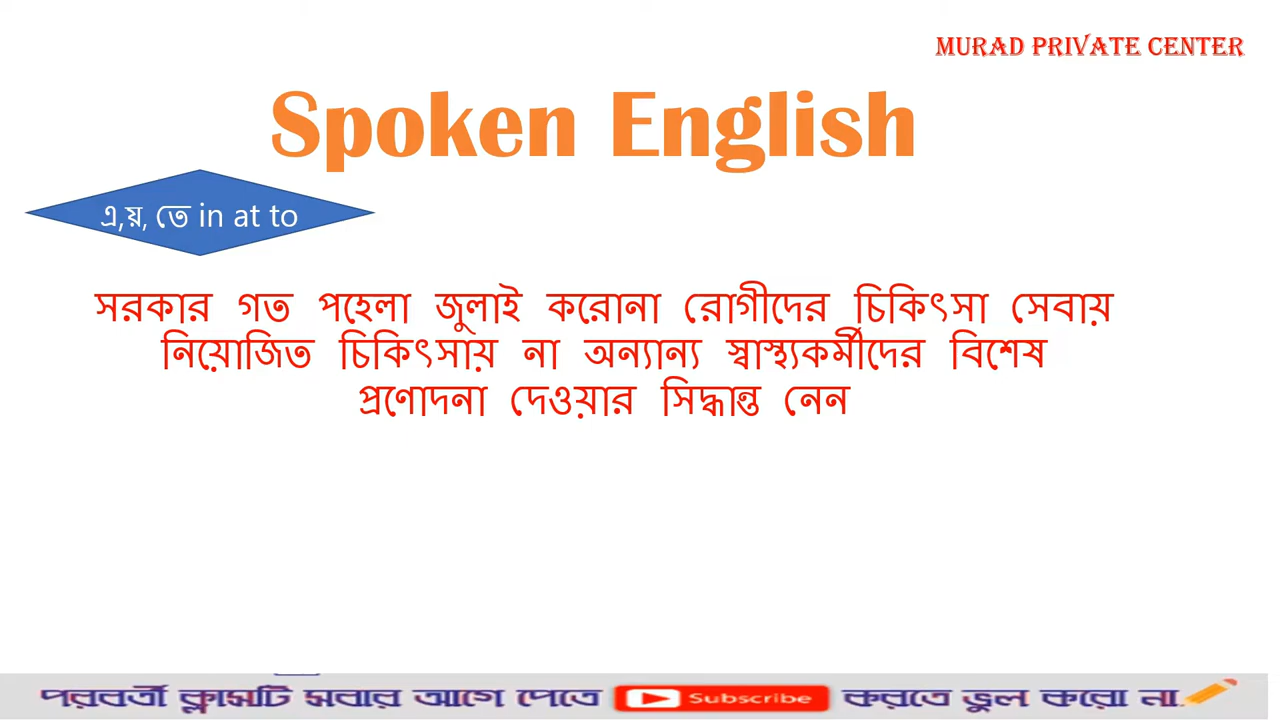 MURAD PRIVATE CENTER
Spoken English
এ,য়, তে in at to
সরকার গত পহেলা জুলাই করোনা রোগীদের চিকিৎসা সেবায়
নিয়োজিত চিকিৎসায় না অন্যান্য স্বাস্থ্যকর্মীদের বিশেষ
প্রণোদনা দেওয়ার সিদ্ধান্ত নেন
পরবর্তী ক্লাসটি সবার আগে পেতে Subscribe করতে ভুল করো না